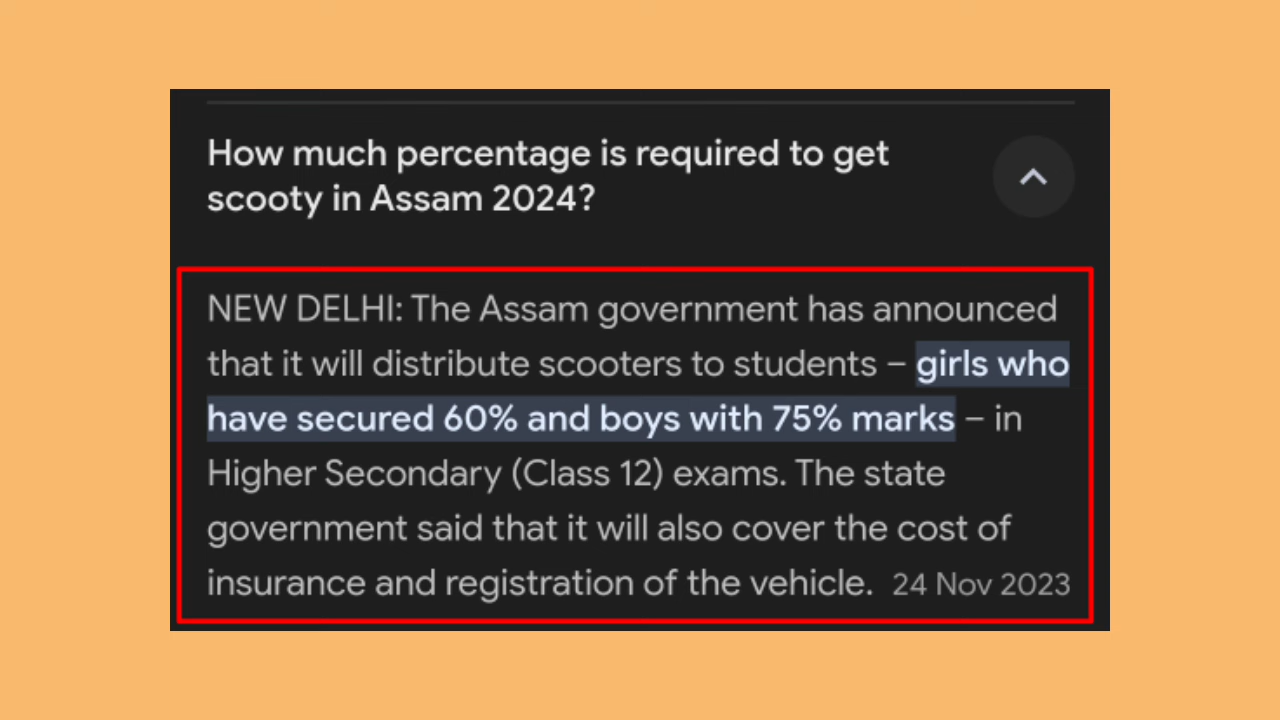 How much percentage is required to get
scooty in Assam 2024?
NEW DELHI: The Assam government has announced
that it will distribute scooters to students – girls who
have secured 60% and boys with 75% marks – in
Higher Secondary (Class 12) exams. The state
government said that it will also cover the cost of
insurance and registration of the vehicle. 24 Nov 2023